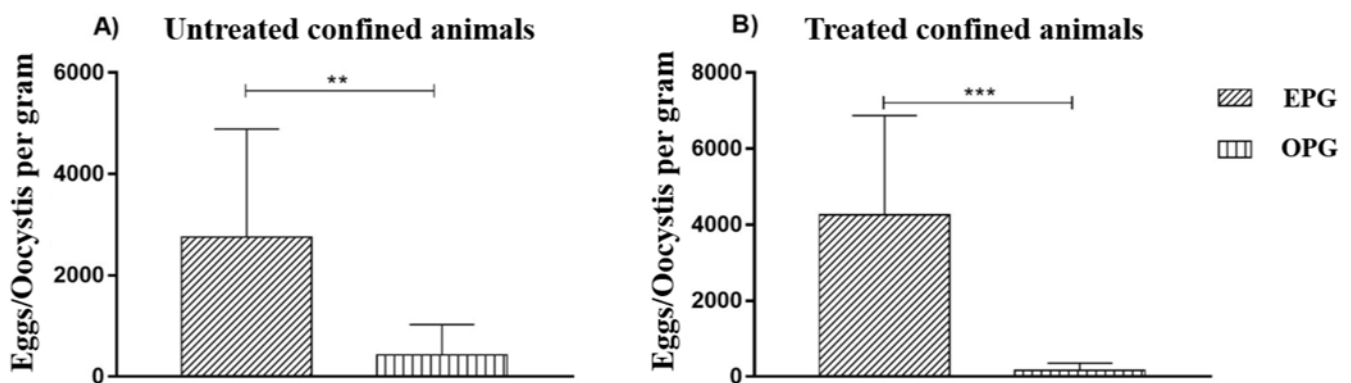 A) Untreated confined animals
Eggs/Oocystis per gram
6000
4000
2000
0
**
B) Treated confined animals
Eggs/Oocystis per gram
8000
6000
4000
2000
0
***
EPG
OPG